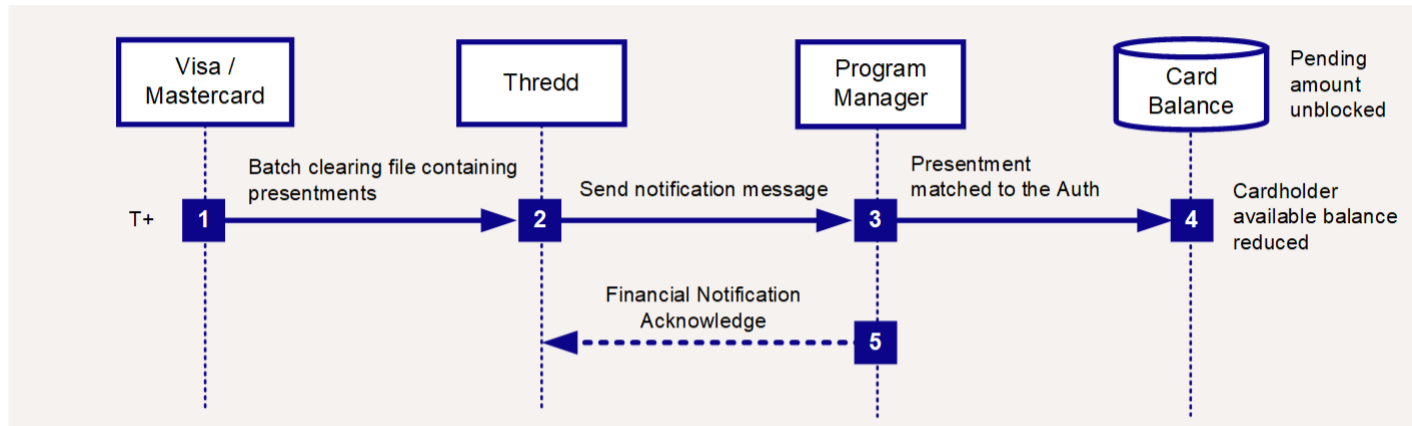 Visa /
Mastercard
Thredd
Program
Manager
Card
Balance
Pending
amount
unblocked
Batch clearing file containing
presentments
Send notification message
Presentment
matched to the Auth
T+
1
2
3
4
Cardholder
available balance
reduced
Financial Notification
Acknowledge
5